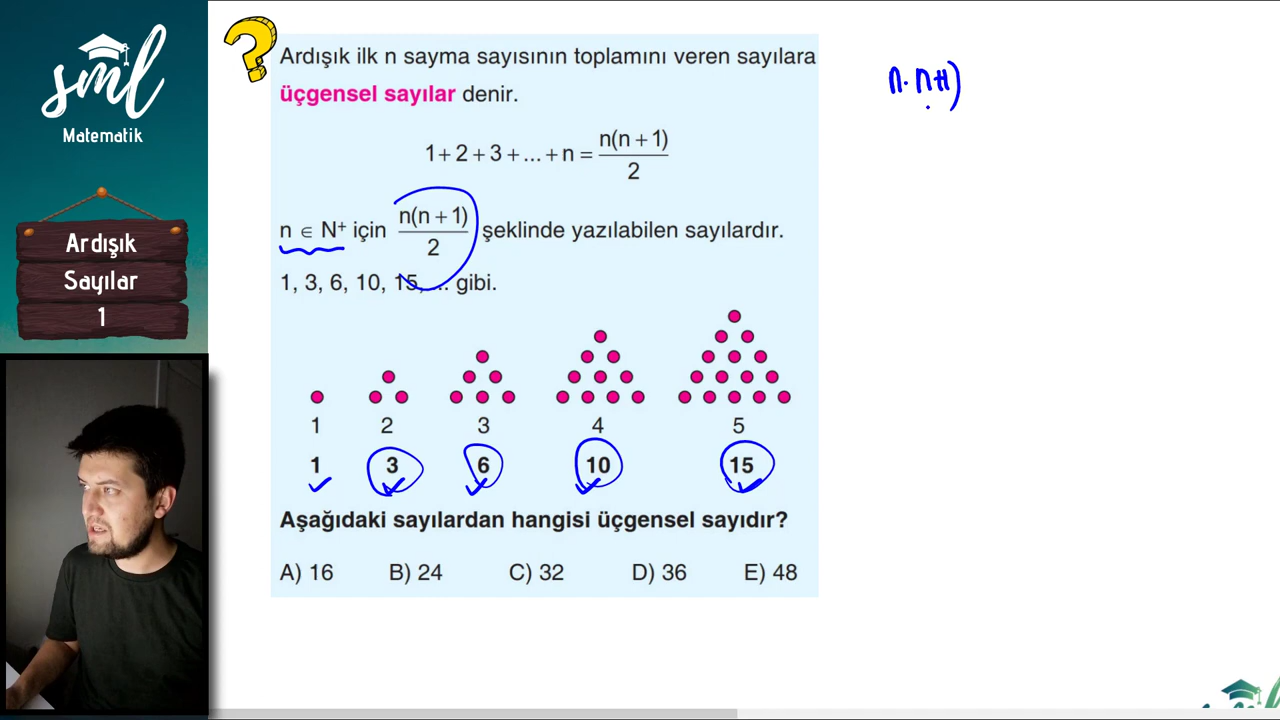 sml
Matematik
Ardışık
Sayılar
1
Ardışık ilk n sayma sayısının toplamını veren sayılara
üçgensel sayılar denir.
1+2+3+...+n = n(n+1)/2
n ∈ N⁺ için n(n+1)/2 şeklinde yazılabilen sayılardır.
1, 3, 6, 10, 15, ... gibi.
1 2 3 4 5
1 3 6 10 15
Aşağıdaki sayılardan hangisi üçgensel sayıdır?
A) 16 B) 24 C) 32 D) 36 E) 48
n. n+1)